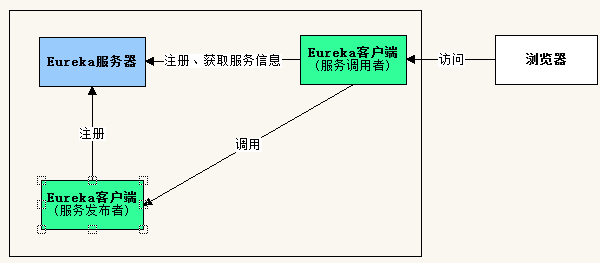 Eureka服务器
注册、获取服务信息
Eureka客户端
（服务调用者）
访问
浏览器
注册
调用
Eureka客户端
（服务发布者）